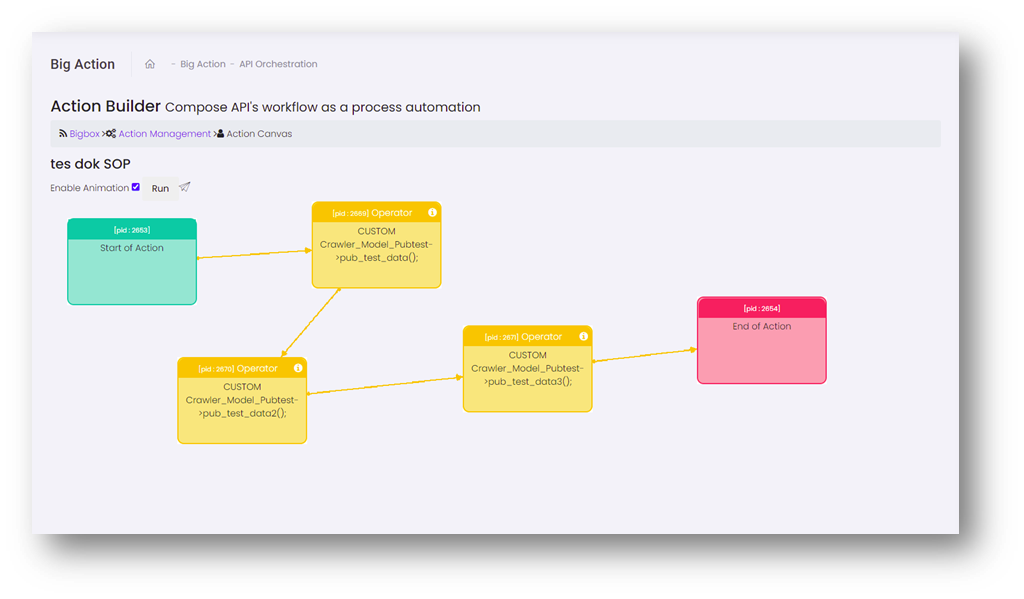 Big Action - Big Action - API Orchestration
Action Builder Compose API's workflow as a process automation
Bigbox > Action Management > Action Canvas
tes dok SOP
Enable Animation Run
[pid : 2653]
Start of Action
[pid : 2669] Operator
CUSTOM
Crawler_Model_Pubtest-
>pub_test_data();
[pid : 2670] Operator
CUSTOM
Crawler_Model_Pubtest-
>pub_test_data2();
[pid : 2671] Operator
CUSTOM
Crawler_Model_Pubtest-
>pub_test_data3();
[pid : 2654]
End of Action